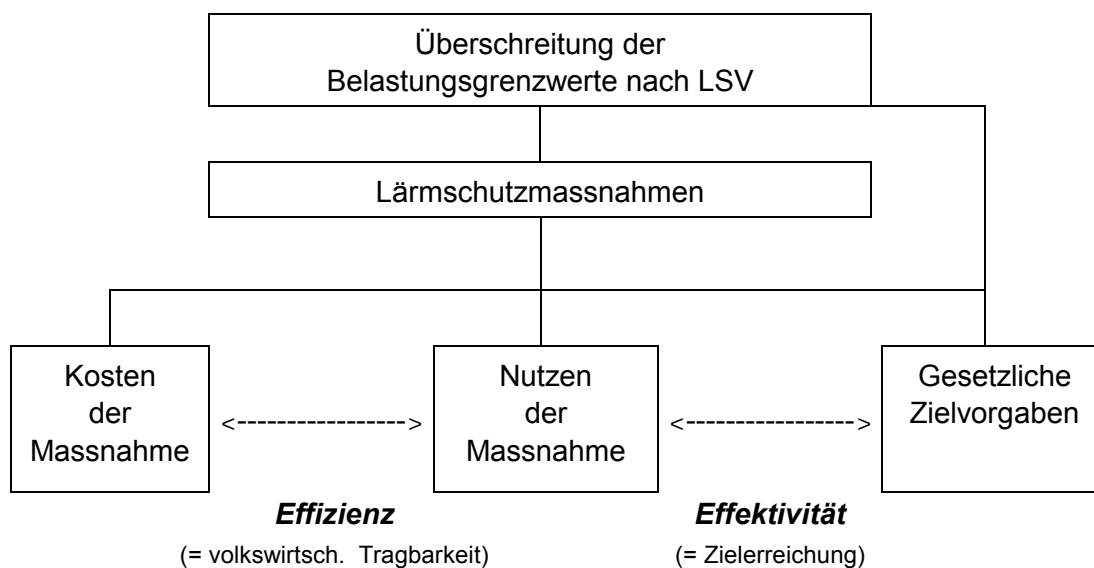 Überschreitung der
Belastungsgrenzwerte nach LSV
Lärmschutzmassnahmen
Kosten
der
Massnahme
<----------------->
Nutzen
der
Massnahme
<----------------->
Gesetzliche
Zielvorgaben
Effizienz
(= volkswirtsch. Tragbarkeit)
Effektivität
(= Zielerreichung)